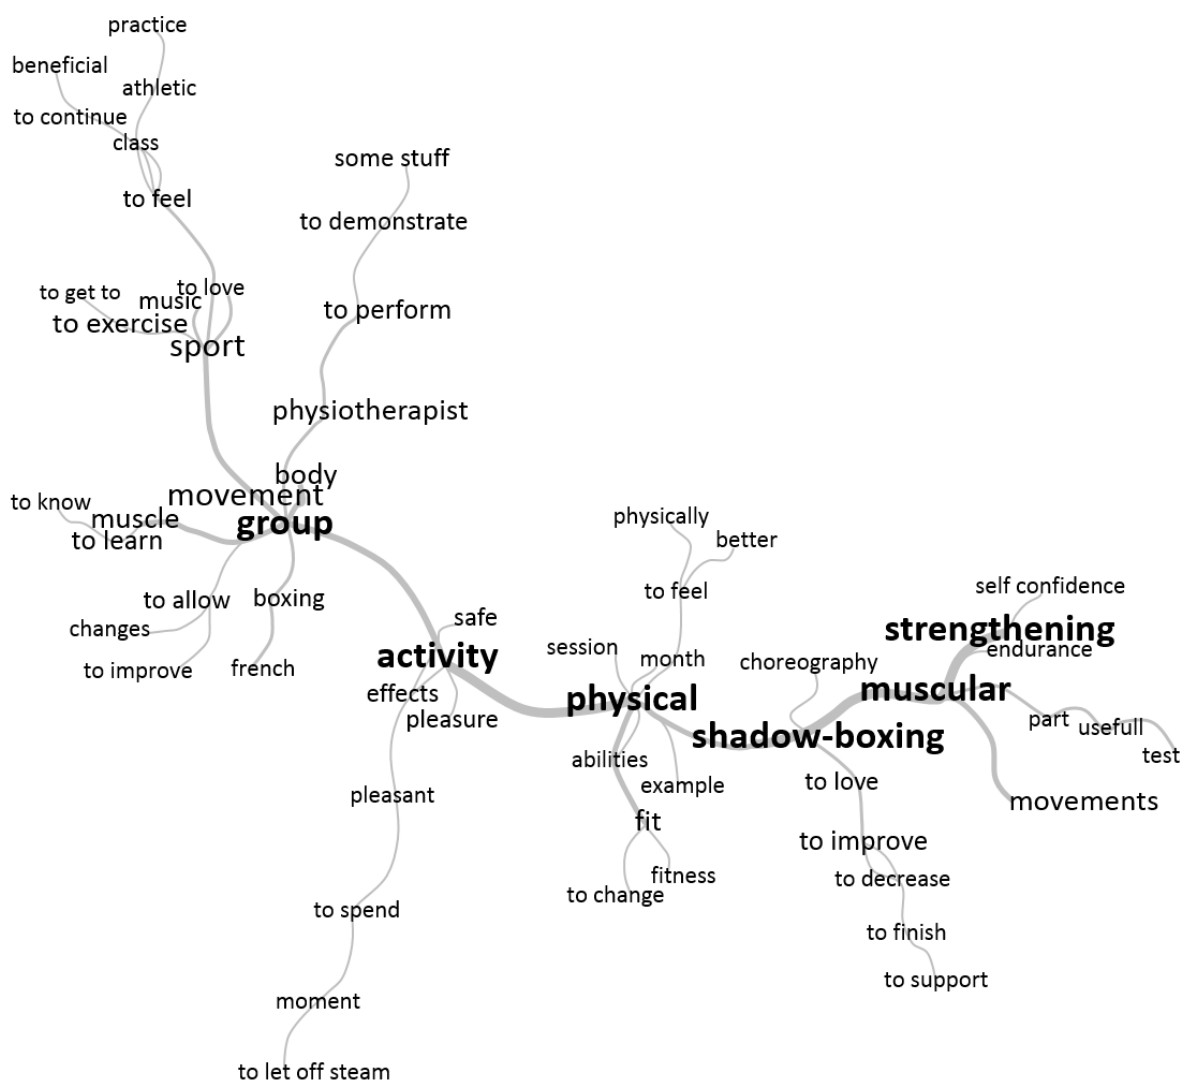 practice
beneficial
athletic
to continue
class
some stuff
to feel
to demonstrate
to love
to get to
music
to perform
to exercise
sport
physiotherapist
body
movement
to know
muscle
group
to learn
physically
better
to feel
self confidence
to allow
boxing
safe
changes
strengthening
session
endurance
activity
month
choreography
to improve
french
effects
physical
muscular
pleasure
part
usefull
shadow-boxing
test
abilities
example
to love
pleasant
movements
fit
to improve
fitness
to decrease
to change
to spend
to finish
to support
moment
to let off steam